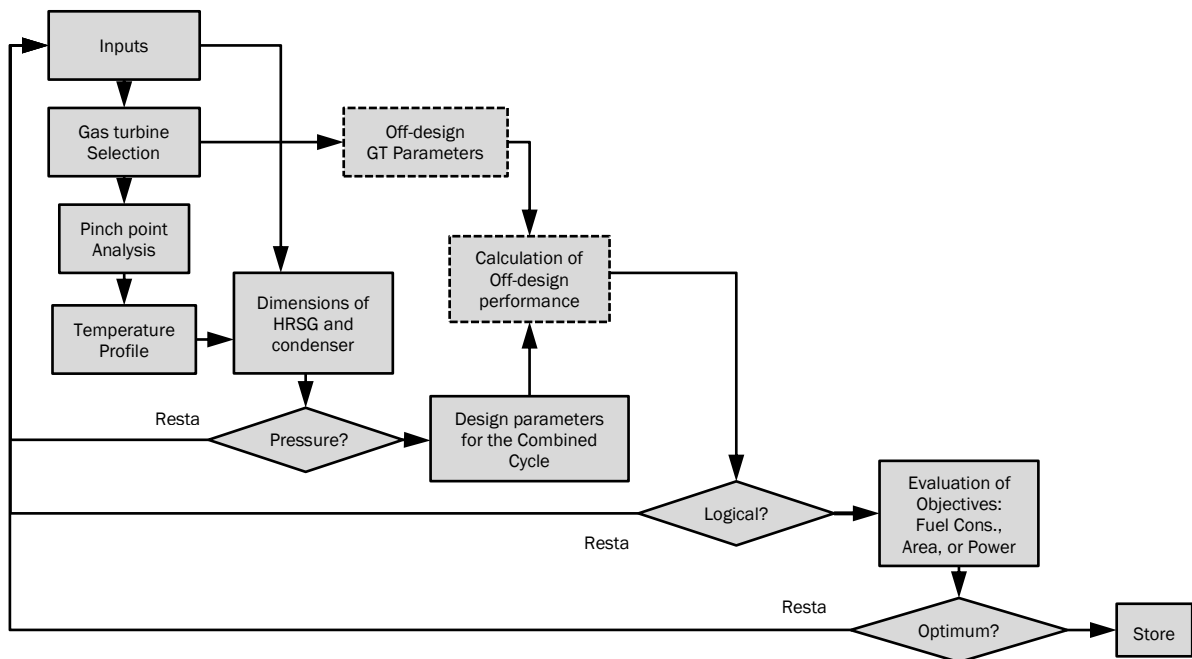 Inputs
Gas turbine
Selection
Off-design
GT Parameters
Pinch point
Analysis
Calculation of
Off-design
performance
Dimensions of
HRSG and
condenser
Temperature
Profile
Resta
Pressure?
Design parameters
for the Combined
Cycle
Logical?
Resta
Evaluation of
Objectives:
Fuel Cons.,
Area, or Power
Resta
Optimum?
Store